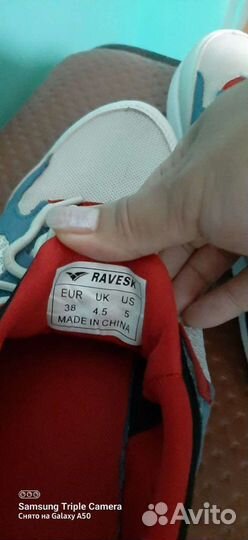 RAVESK
EUR UK US
38 4.5 5
MADE IN CHINA
Samsung Triple Camera
Снято на Galaxy A50
Avito